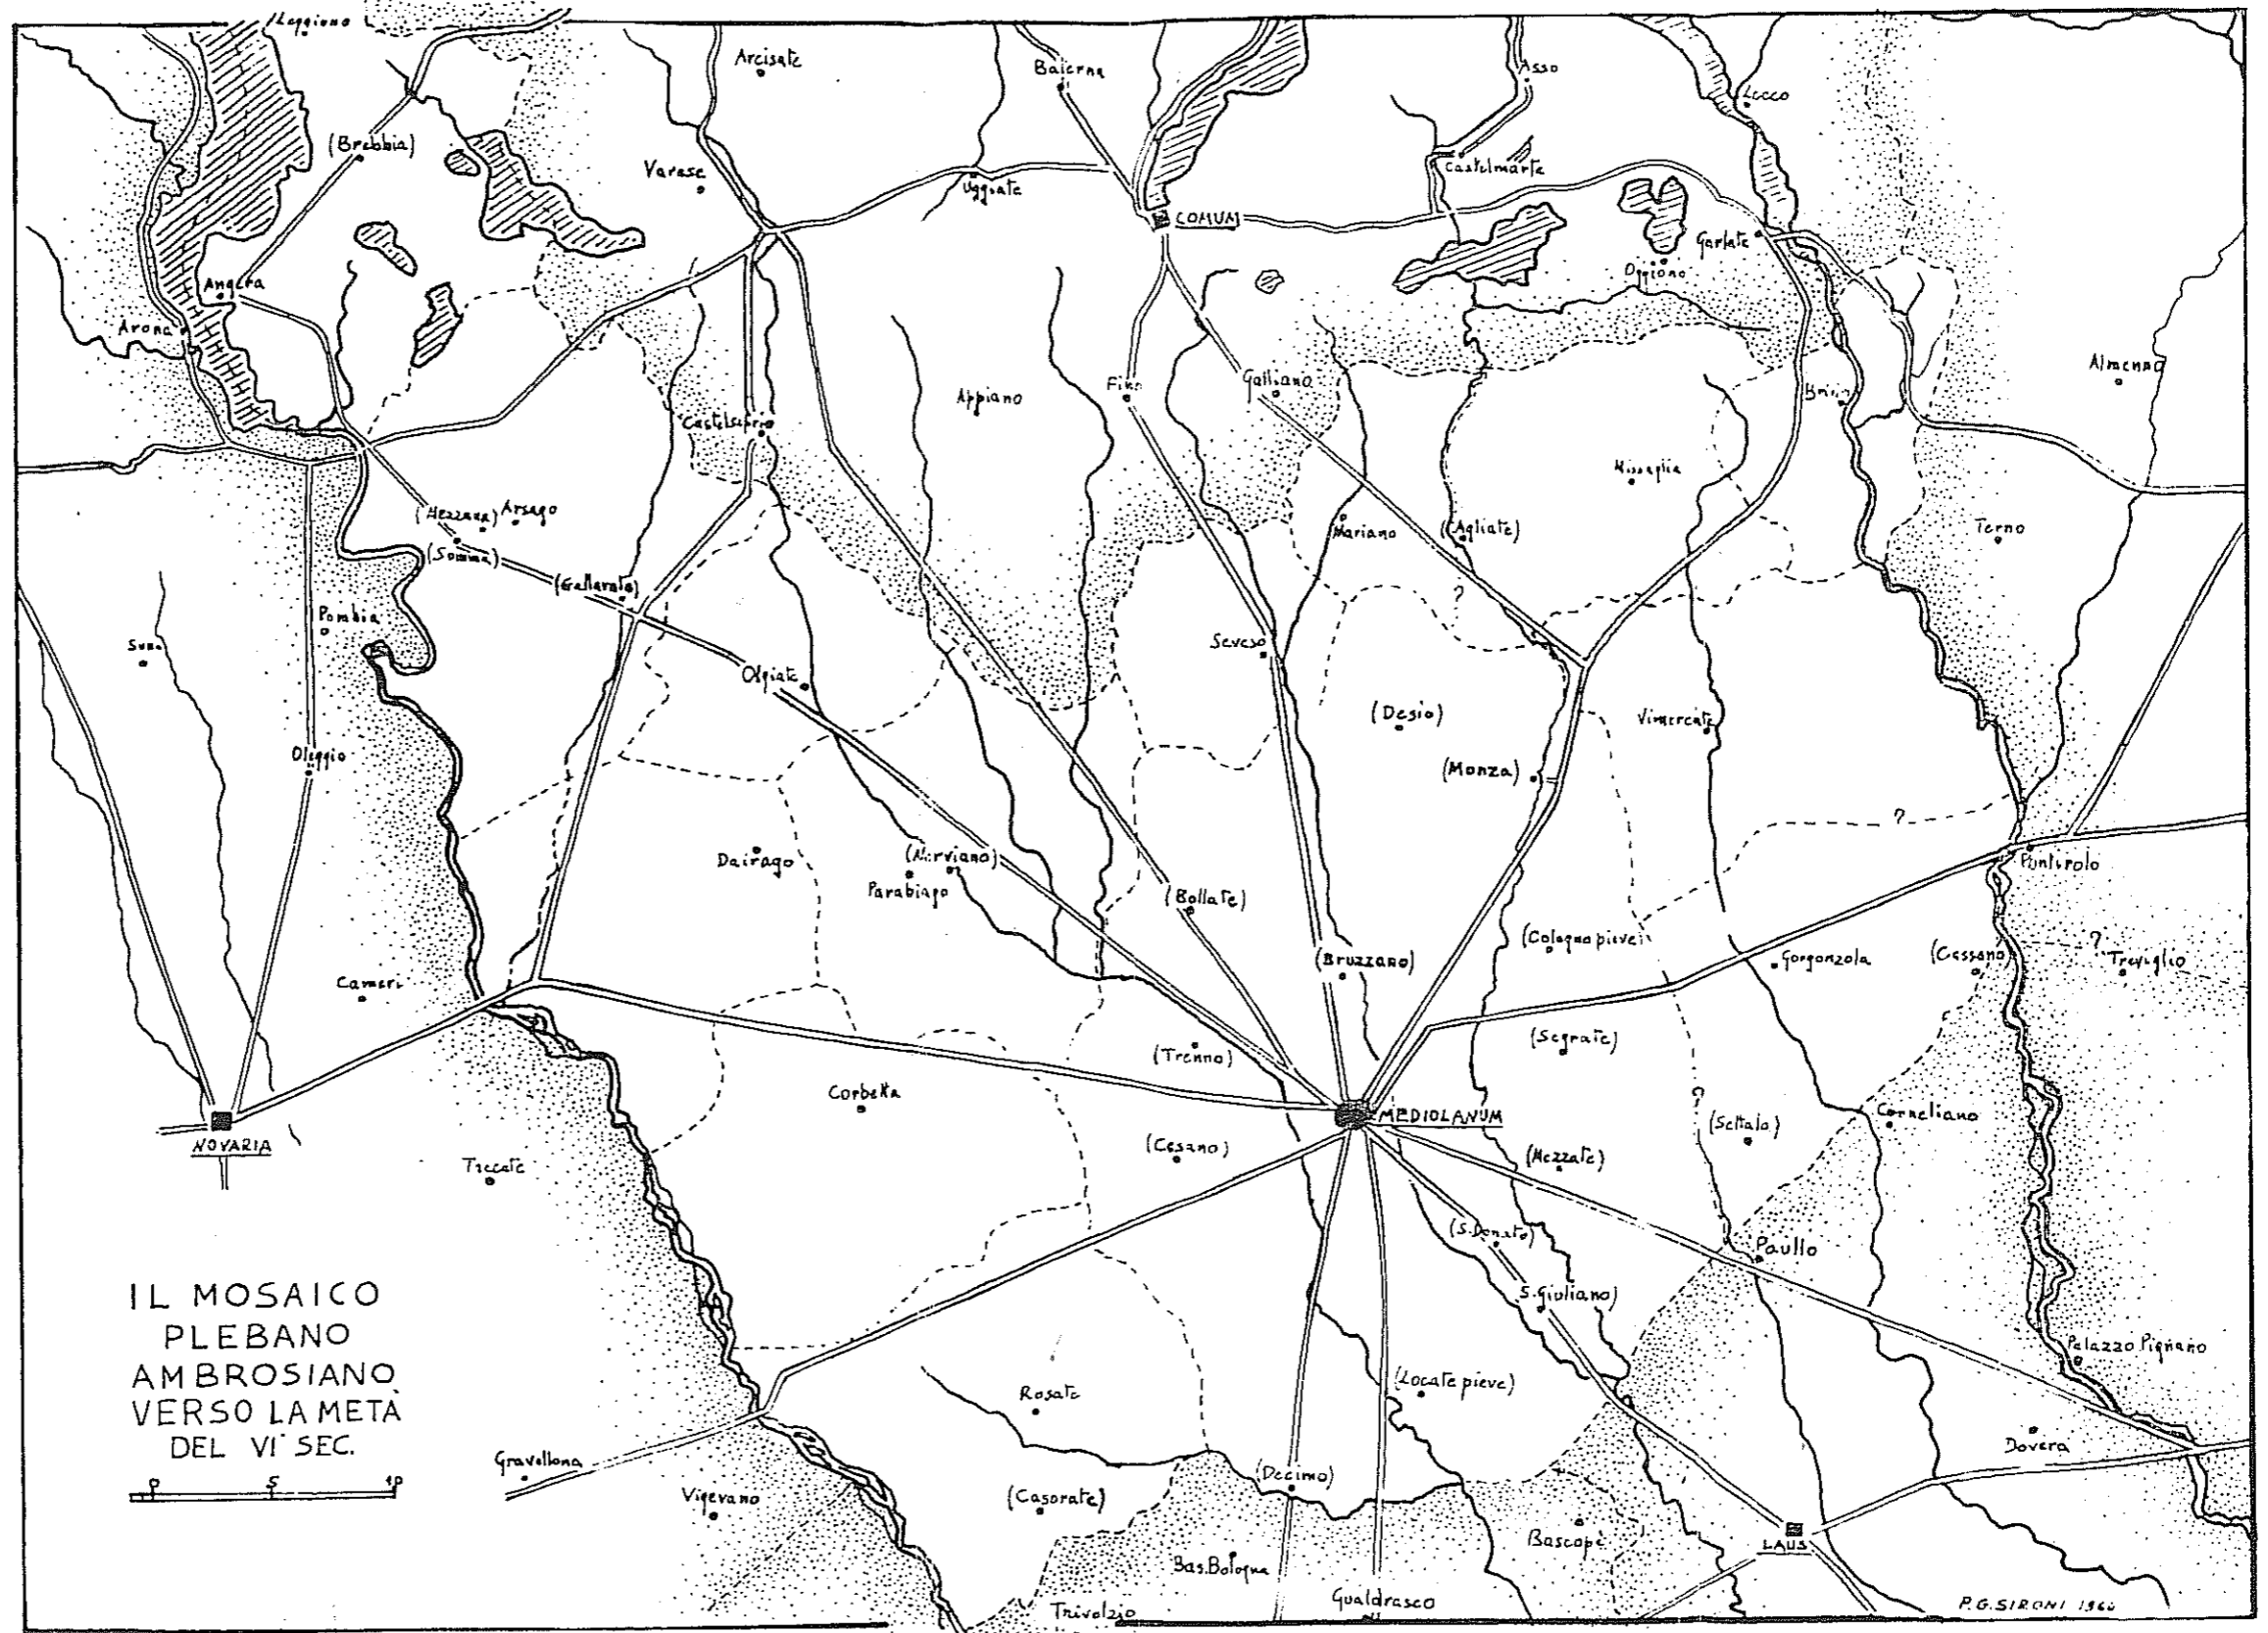 Leggiuno
Arcisate
Balerna
Asso
Lecco
(Brebbia)
Varese
Uggiate
Castelmarte
COMUM
Garlate
Oggiono
Angera
Arona
Almenno
Appiano
Fino
Galliano
Brivio
Castelseprio
Missaglia
(Mezzana)
Arsago
(Somma)
Mariano
(Agliate)
Terno
(Gallarate)
?
Pombia
Suno
Seveso
Olgiate
(Desio)
Vimercate
Oleggio
(Monza)
?
Dairago
(Nerviano)
Parabiago
(Bollate)
Pontirolo
(Cologno pieve)
(Bruzzano)
Gorgonzola
(Cassano)
?
Treviglio
Cameri
(Trenno)
(Segrate)
Corbetta
MEDIOLANUM
(Settala)
Corneliano
NOVARIA
Trecate
(Cesano)
(Mezzate)
(S.Donato)
Paullo
S.Giuliano)
IL MOSAICO
PLEBANO
AMBROSIANO
VERSO LA METÀ
DEL VI° SEC.
0 5 10
Palazzo Pignano
Rosate
(Locate pieve)
Dovera
Gravellona
Vigevano
(Casorate)
(Decimo)
Bascapè
LAUS
Bas.Bologna
Trivolzio
Gualdrasco
P.G.SIRONI